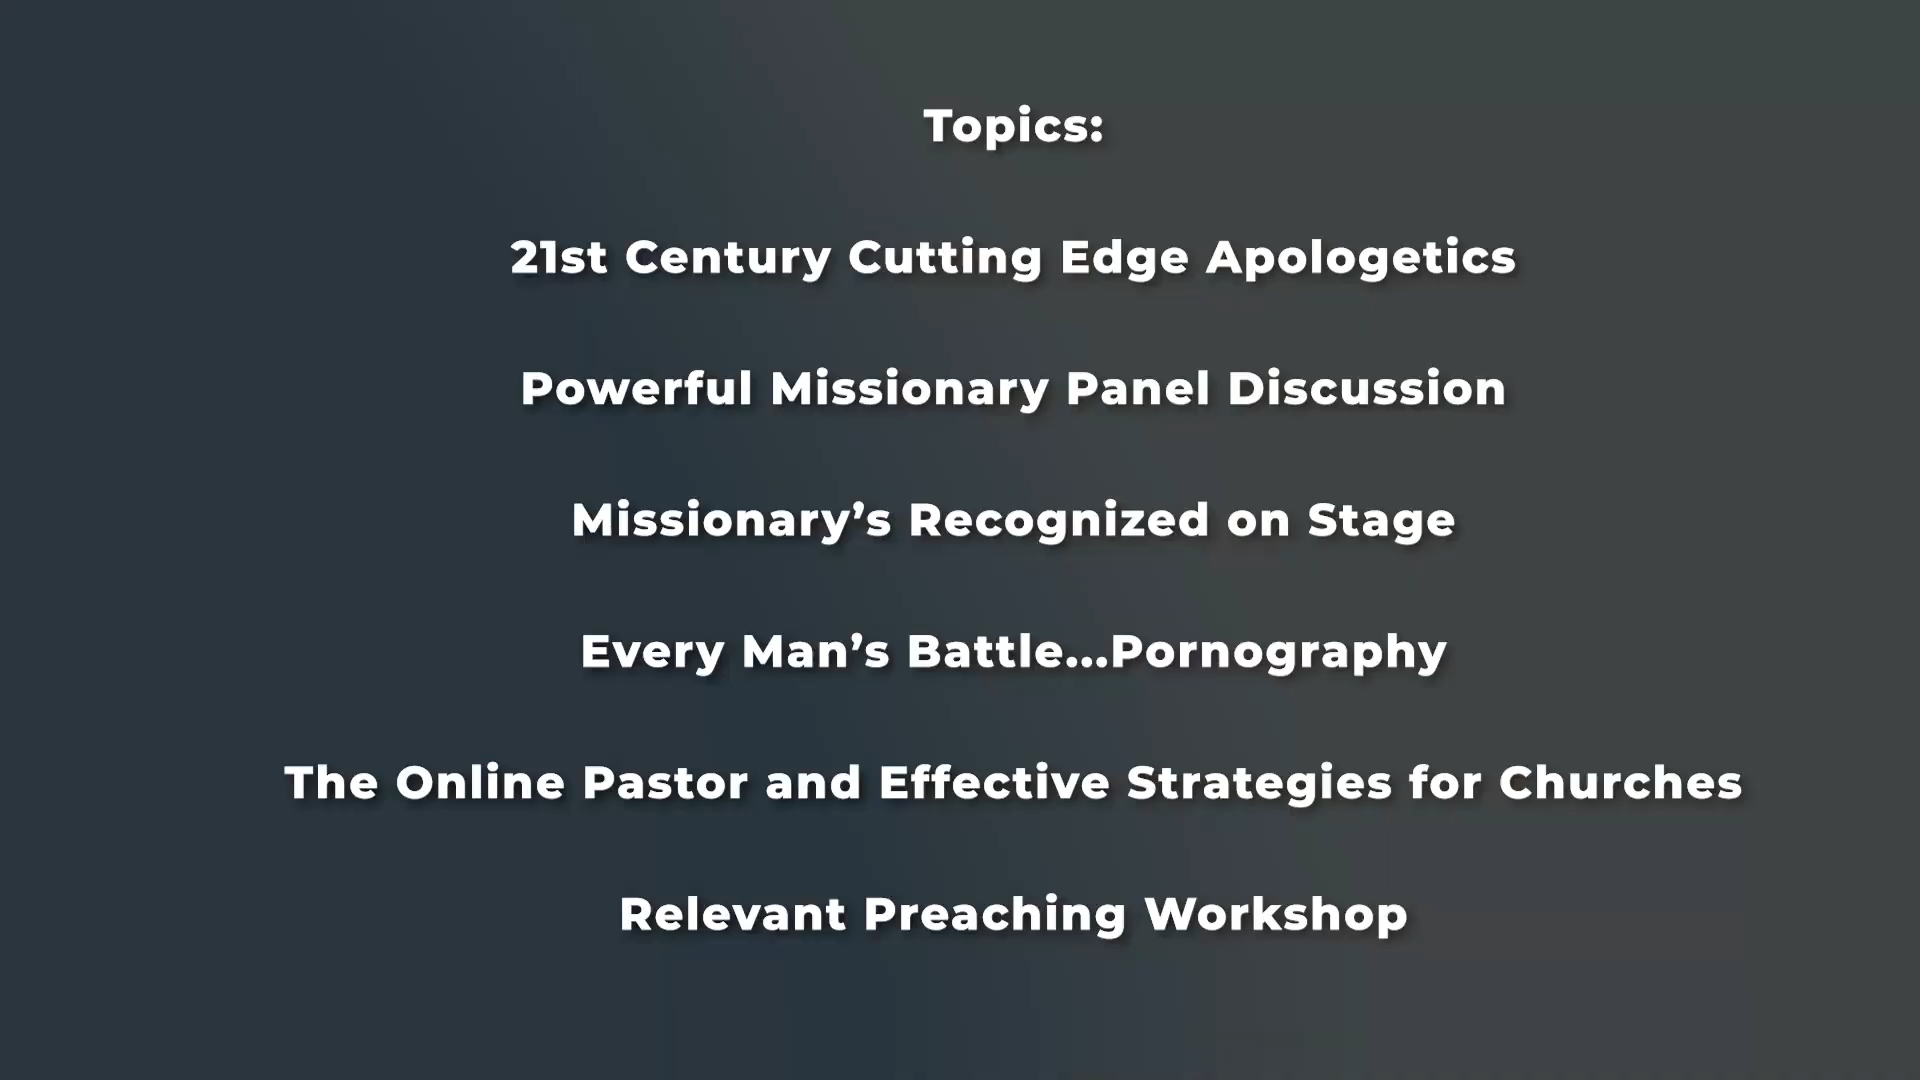 Topics:
21st Century Cutting Edge Apologetics
Powerful Missionary Panel Discussion
Missionary’s Recognized on Stage
Every Man’s Battle...Pornography
The Online Pastor and Effective Strategies for Churches
Relevant Preaching Workshop